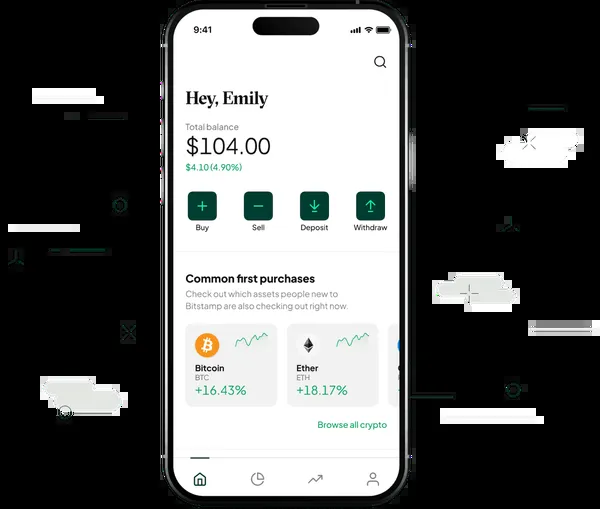 9:41
Hey, Emily
Total balance
$104.00
$4.10 (4.90%)
Buy
Sell
Deposit
Withdraw
Common first purchases
Check out which assets people new to
Bitstamp are also checking out right now.
Bitcoin
BTC
+16.43%
Ether
ETH
+18.17%
Browse all crypto